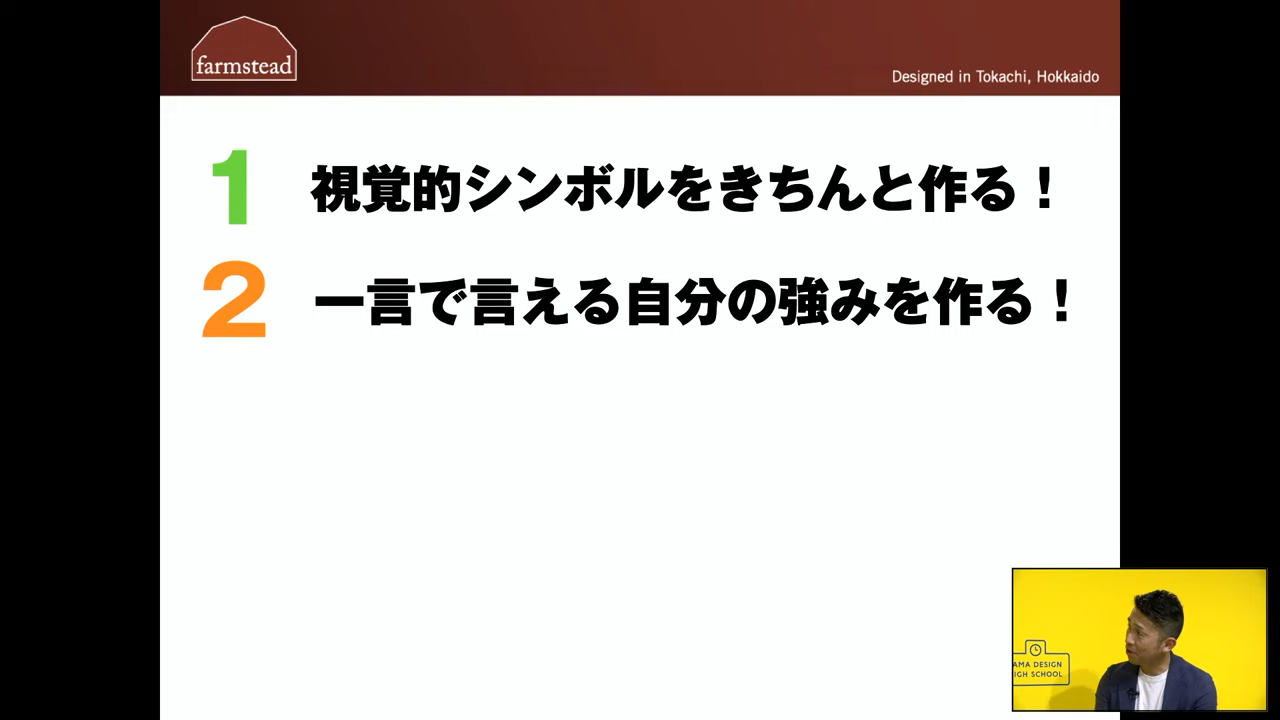 farmstead
Designed in Tokachi, Hokkaido
1 視覚的シンボルをきちんと作る！
2 一言で言える自分の強みを作る！
AMA DESIGN
IGH SCHOOL